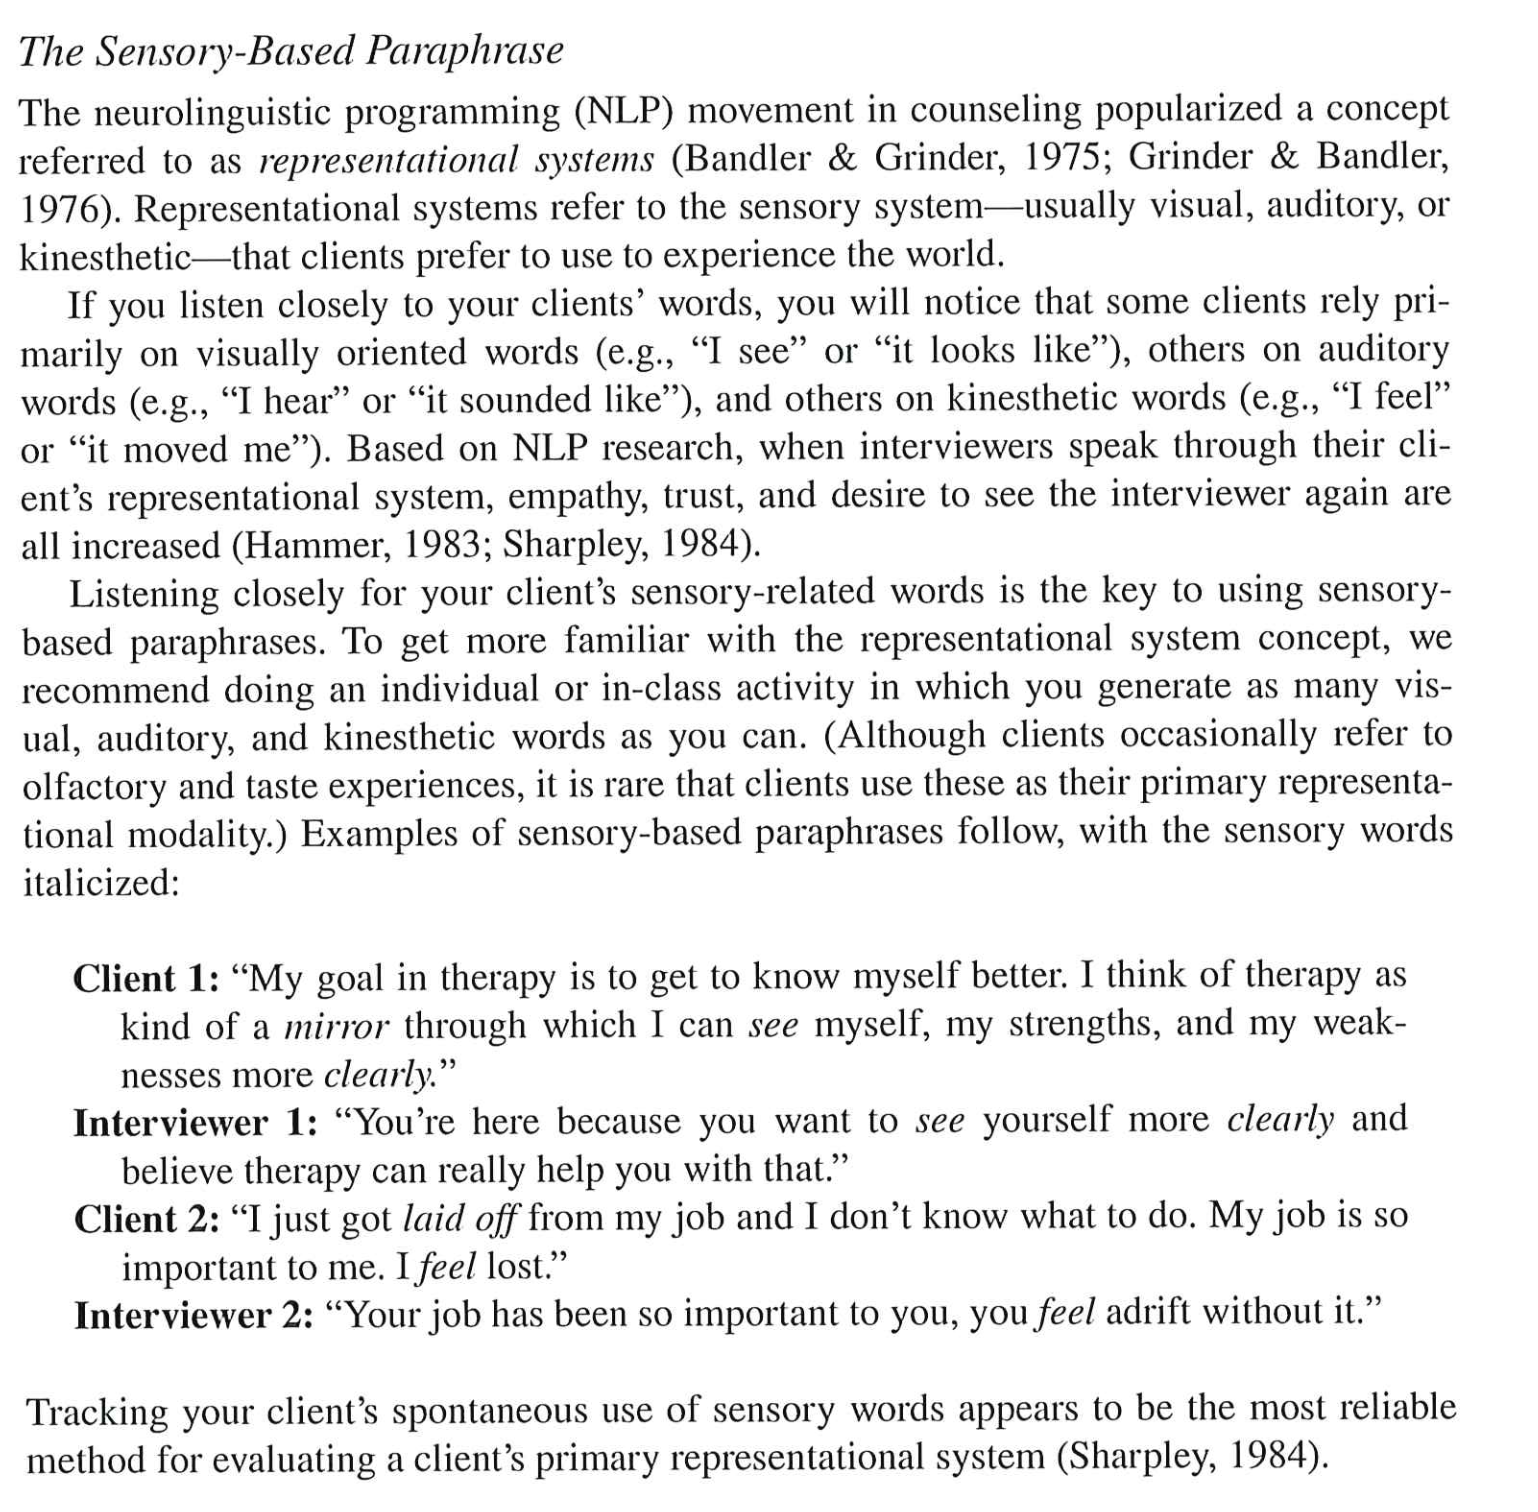 The Sensory-Based Paraphrase
The neurolinguistic programming (NLP) movement in counseling popularized a concept
referred to as representational systems (Bandler & Grinder, 1975; Grinder & Bandler,
1976). Representational systems refer to the sensory system—usually visual, auditory, or
kinesthetic—that clients prefer to use to experience the world.
If you listen closely to your clients’ words, you will notice that some clients rely pri-
marily on visually oriented words (e.g., “I see” or “it looks like”), others on auditory
words (e.g., “I hear” or “it sounded like”), and others on kinesthetic words (e.g., “I feel”
or “it moved me”). Based on NLP research, when interviewers speak through their cli-
ent’s representational system, empathy, trust, and desire to see the interviewer again are
all increased (Hammer, 1983; Sharpley, 1984).
Listening closely for your client’s sensory-related words is the key to using sensory-
based paraphrases. To get more familiar with the representational system concept, we
recommend doing an individual or in-class activity in which you generate as many vis-
ual, auditory, and kinesthetic words as you can. (Although clients occasionally refer to
olfactory and taste experiences, it is rare that clients use these as their primary representa-
tional modality.) Examples of sensory-based paraphrases follow, with the sensory words
italicized:
Client 1: “My goal in therapy is to get to know myself better. I think of therapy as
kind of a mirror through which I can see myself, my strengths, and my weak-
nesses more clearly.”
Interviewer 1: “You’re here because you want to see yourself more clearly and
believe therapy can really help you with that.”
Client 2: “I just got laid off from my job and I don’t know what to do. My job is so
important to me. I feel lost.”
Interviewer 2: “Your job has been so important to you, you feel adrift without it.”
Tracking your client’s spontaneous use of sensory words appears to be the most reliable
method for evaluating a client’s primary representational system (Sharpley, 1984).